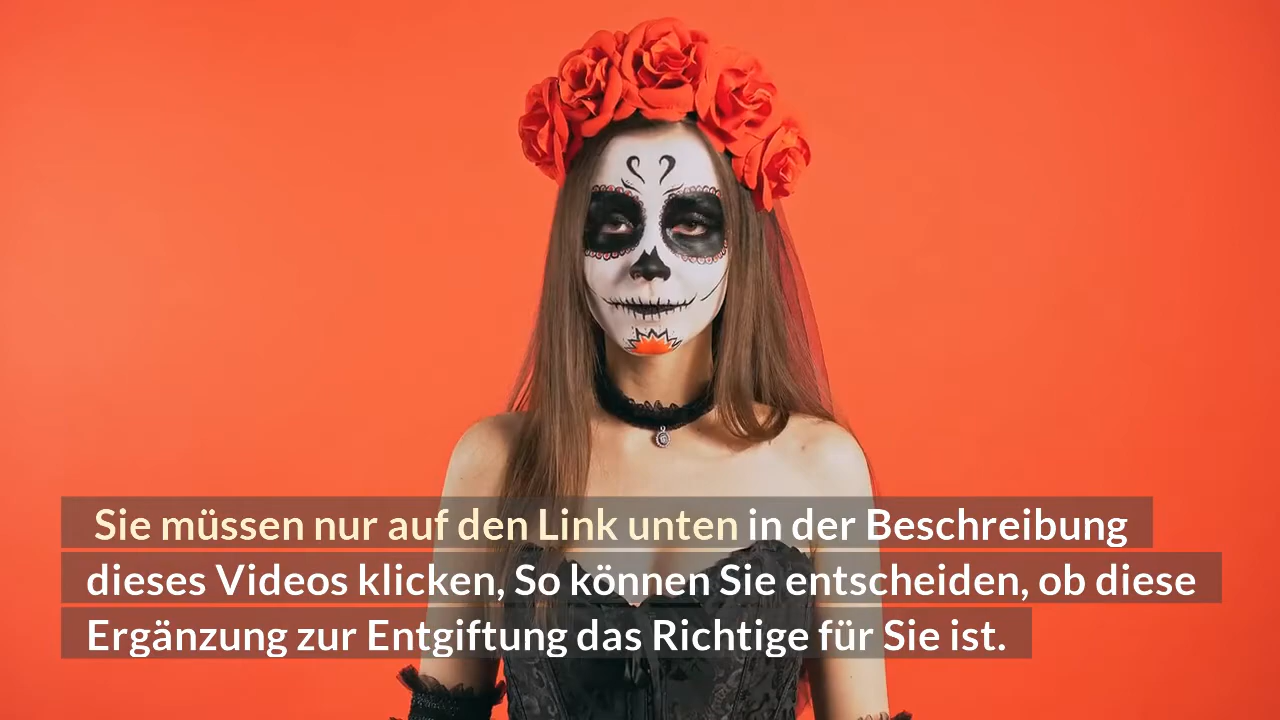 Sie müssen nur auf den Link unten in der Beschreibung
dieses Videos klicken, So können Sie entscheiden, ob diese
Ergänzung zur Entgiftung das Richtige für Sie ist.